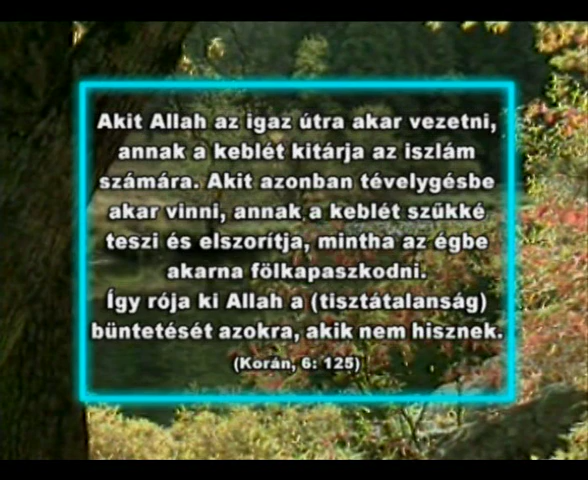 Akit Allah az igaz útra akar vezetni,
annak a keblét kitárja az iszlám
számára. Akit azonban tévelygésbe
akar vinni, annak a keblét szűkké
teszi és elszorítja, mintha az égbe
akarna fölkapaszkodni.
Így rója ki Allah a (tisztátalanság)
büntetését azokra, akik nem hisznek.
(Korán, 6: 125)